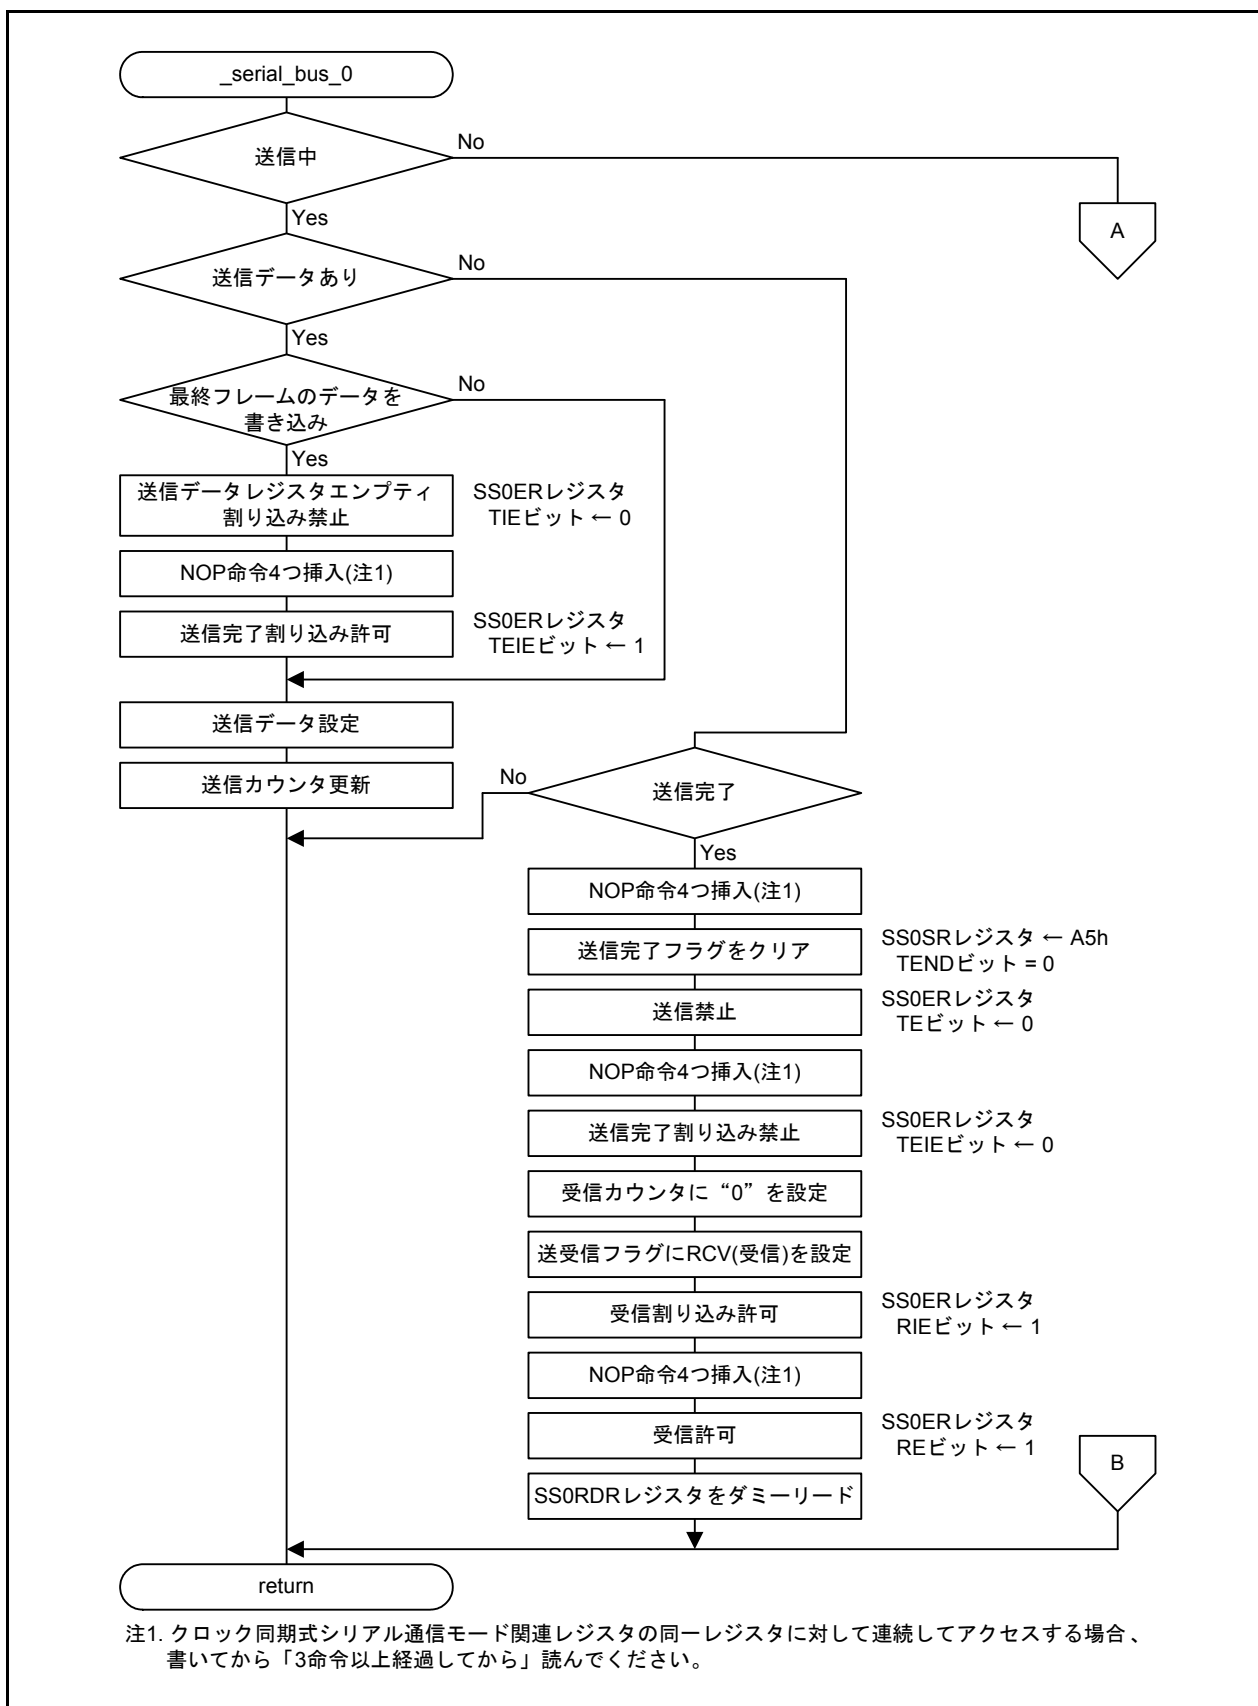 _serial_bus_0
送信中
No
Yes
A
送信データあり
No
Yes
最終フレームのデータを
書き込み
No
Yes
送信データレジスタエンプティ
割り込み禁止
SS0ERレジスタ
TIEビット ← 0
NOP命令4つ挿入(注1)
送信完了割り込み許可
SS0ERレジスタ
TEIEビット ← 1
送信データ設定
送信カウンタ更新
No
送信完了
Yes
NOP命令4つ挿入(注1)
送信完了フラグをクリア
SS0SRレジスタ ← A5h
TENDビット = 0
送信禁止
SS0ERレジスタ
TEビット ← 0
NOP命令4つ挿入(注1)
送信完了割り込み禁止
SS0ERレジスタ
TEIEビット ← 0
受信カウンタに“0”を設定
送受信フラグにRCV(受信)を設定
受信割り込み許可
SS0ERレジスタ
RIEビット ← 1
NOP命令4つ挿入(注1)
受信許可
SS0ERレジスタ
REビット ← 1
B
SS0RDRレジスタをダミーリード
return
注1. クロック同期式シリアル通信モード関連レジスタの同一レジスタに対して連続してアクセスする場合、
書いてから「3命令以上経過してから」読んでください。